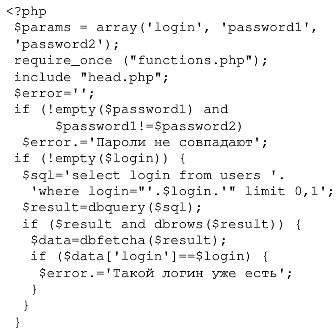 <?php
$params = array('login', 'password1',
'password2');
require_once ("functions.php");
include "head.php";
$error='';
if (!empty($password1) and
$password1!=$password2)
$error.='Пароли не совпадают';
if (!empty($login)) {
$sql='select login from users '.
'where login="'.$login.'" limit 0,1';
$result=dbquery($sql);
if ($result and dbrows($result)) {
$data=dbfetcha($result);
if ($data['login']==$login) {
$error.='Такой логин уже есть';
}
}
}